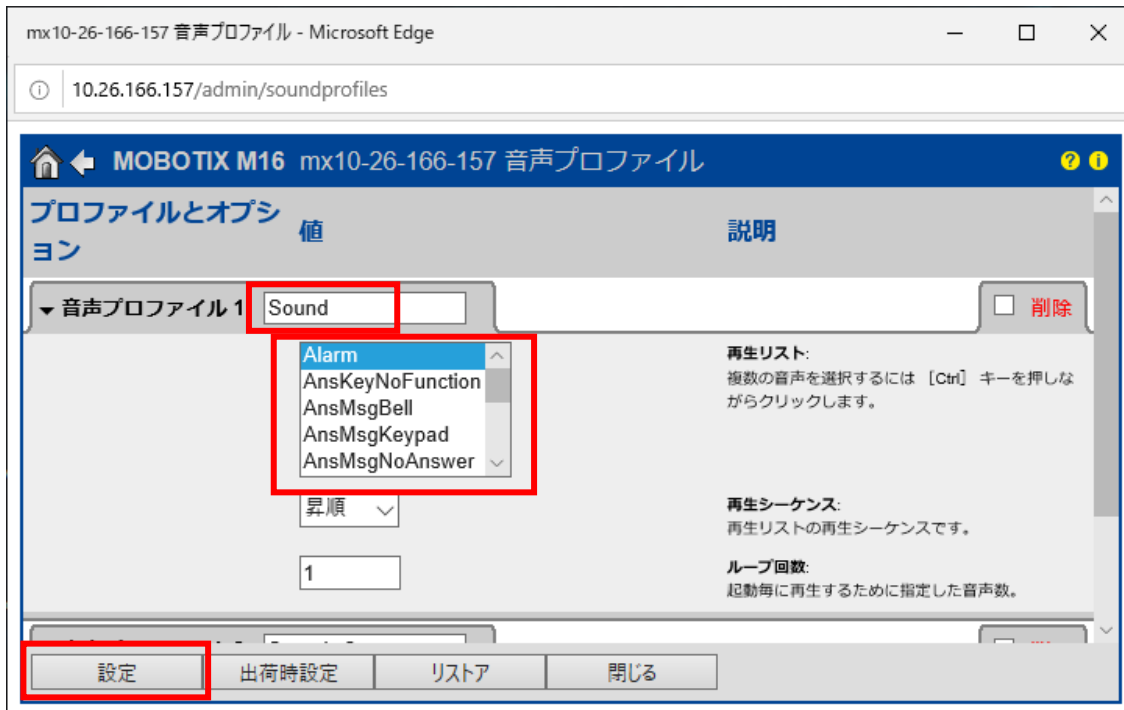 mx10-26-166-157 音声プロファイル - Microsoft Edge
10.26.166.157/admin/soundprofiles
MOBOTIX M16 mx10-26-166-157 音声プロファイル
プロファイルとオプシ
ョン
値
説明
音声プロファイル 1
Sound
削除
Alarm
AnsKeyNoFunction
AnsMsgBell
AnsMsgKeypad
AnsMsgNoAnswer
再生リスト:
複数の音声を選択するには ［Ctrl］ キーを押しな
がらクリックします。
昇順
再生シーケンス:
再生リストの再生シーケンスです。
1
ループ回数:
起動毎に再生するために指定した音声数。
設定
出荷時設定
リストア
閉じる